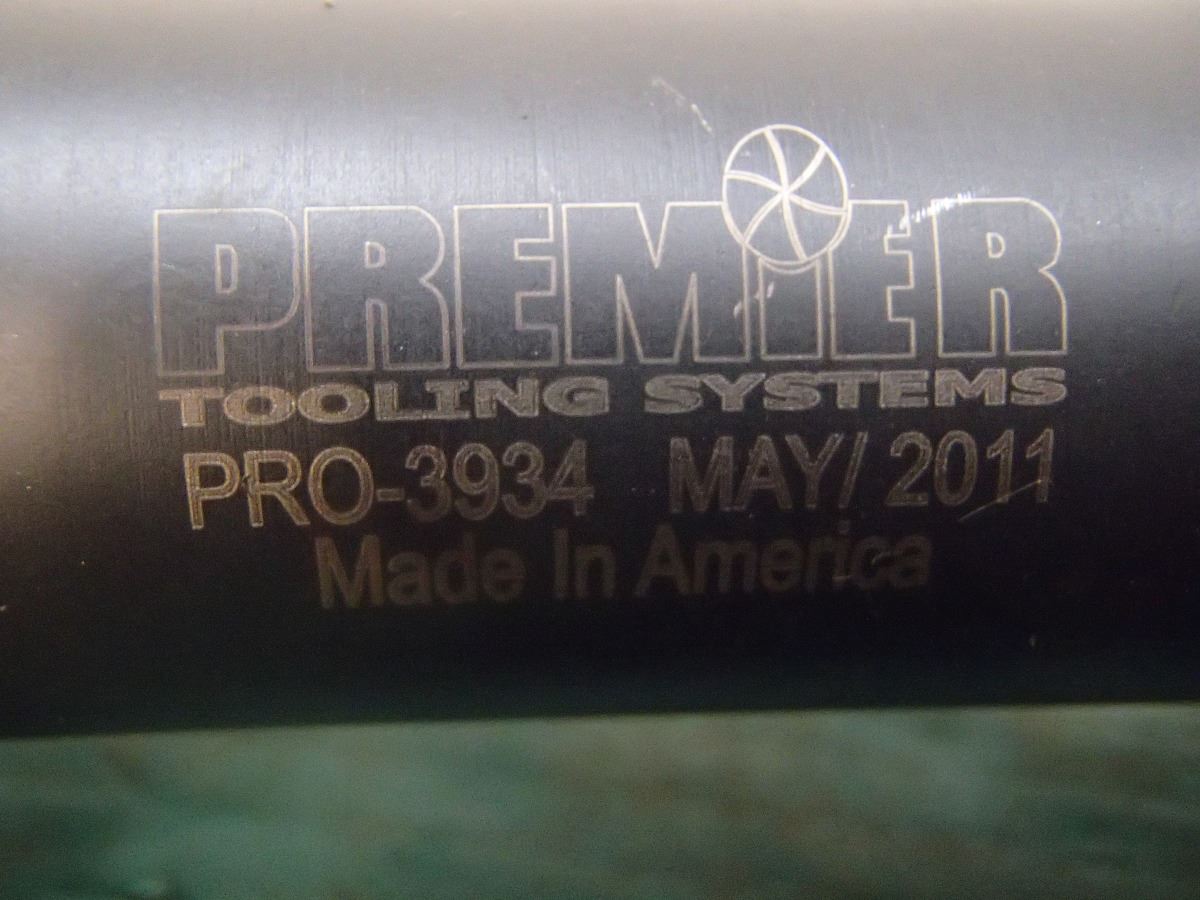 PREMiER
TOOLING SYSTEMS
PRO-3934 MAY/ 2011
Made In America